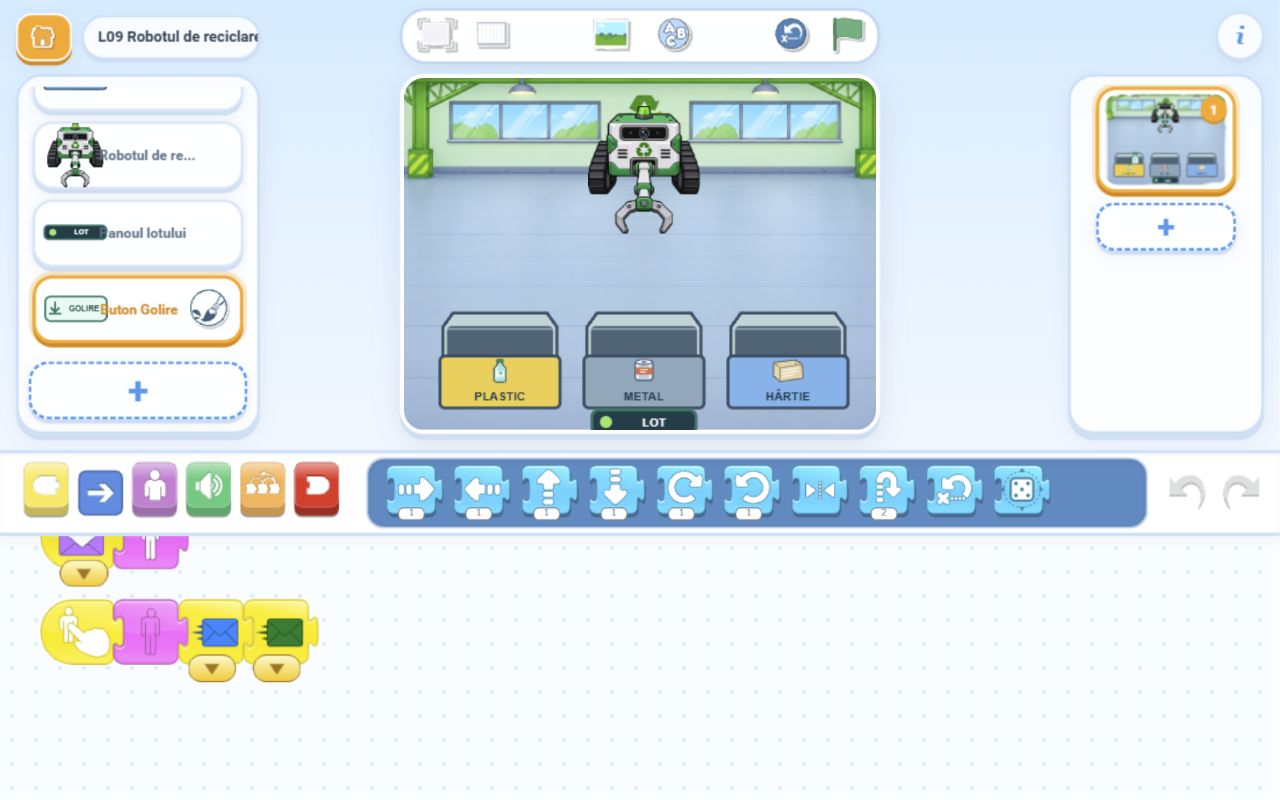 L09 Robotul de reciclare
A
B
C
x
i
Robotul de re...
LOT
Panoul lotului
GOLIRE
Buton Golire
+
PLASTIC
METAL
HÂRTIE
LOT
1
+
1
1
1
1
1
1
2
x